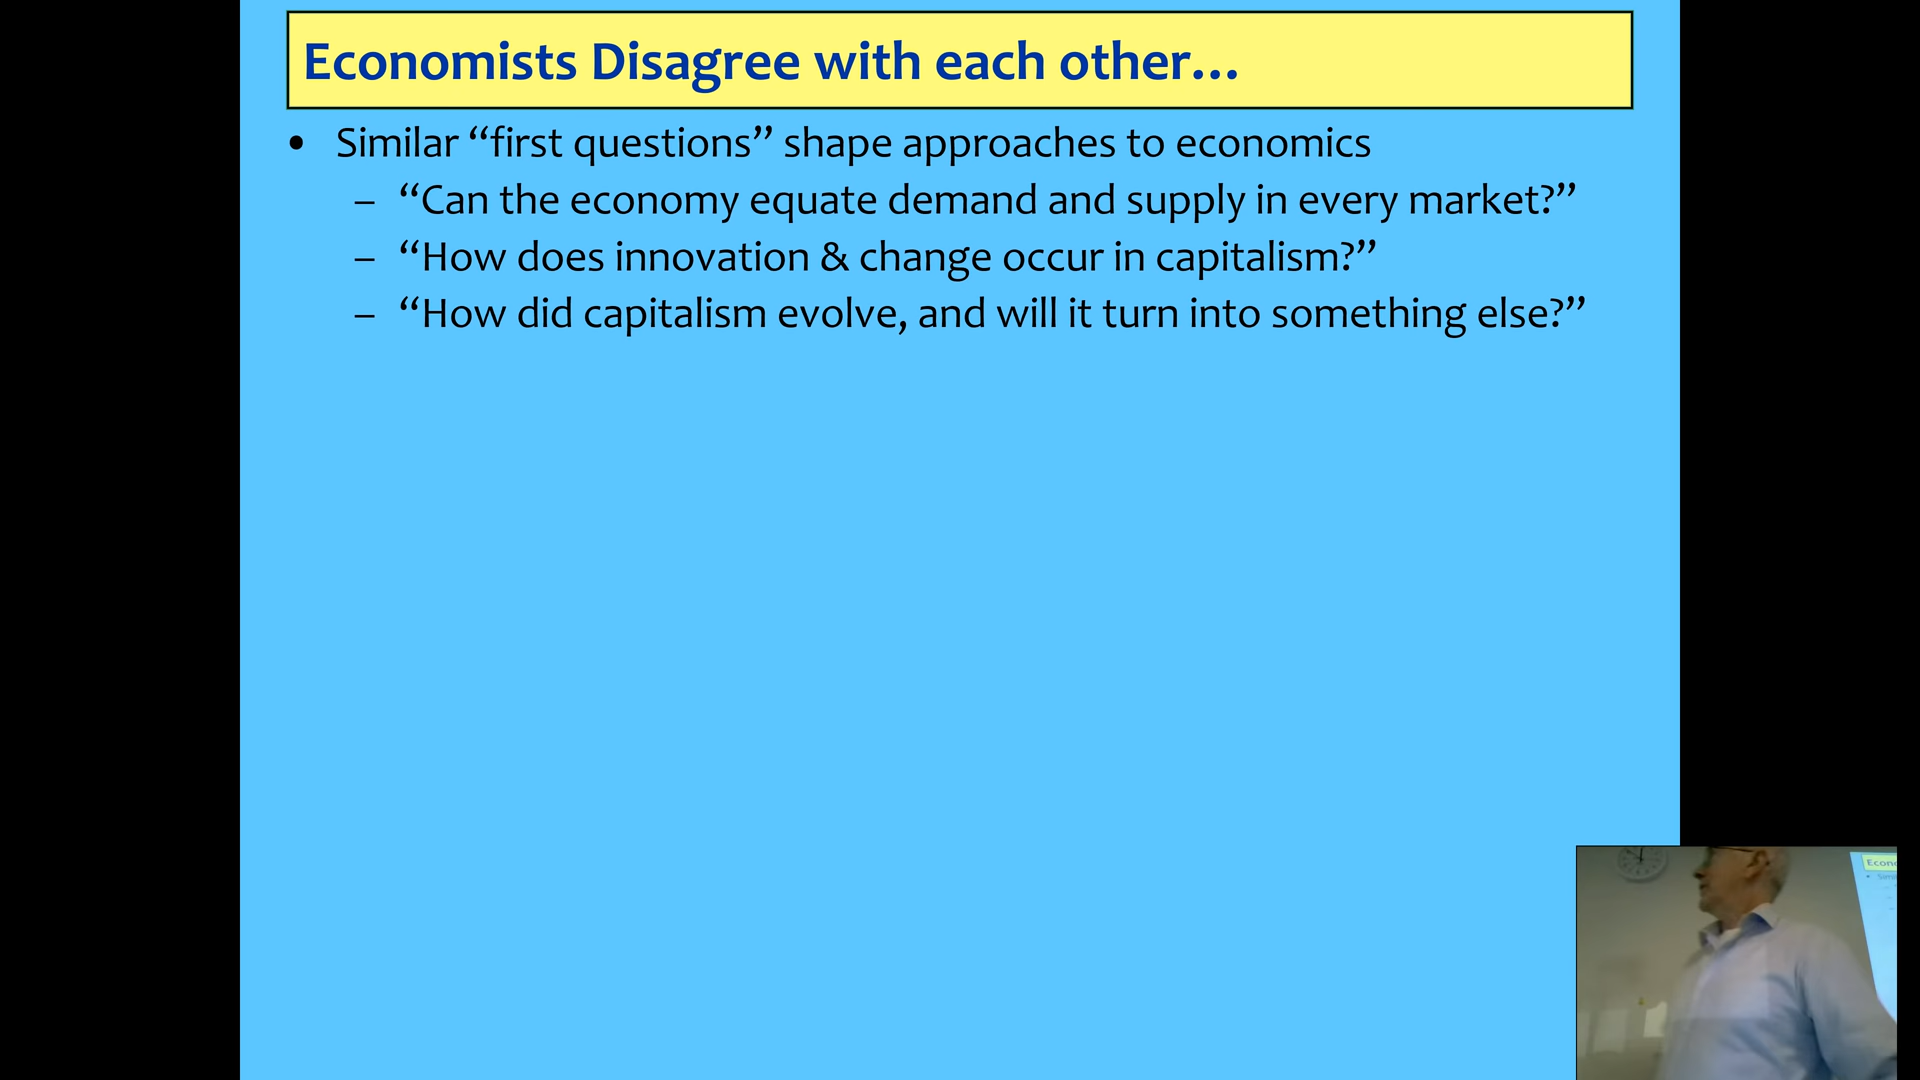 Economists Disagree with each other…
• Similar “first questions” shape approaches to economics
– “Can the economy equate demand and supply in every market?”
– “How does innovation & change occur in capitalism?”
– “How did capitalism evolve, and will it turn into something else?”
Econ